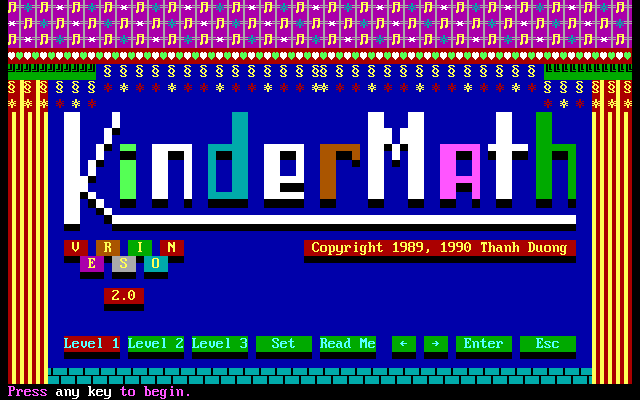 KinderMath
VERSION
Copyright 1989, 1990 Thanh Duong
2.0
Level 1 Level 2 Level 3 Set Read Me ← → Enter Esc
Press any key to begin.